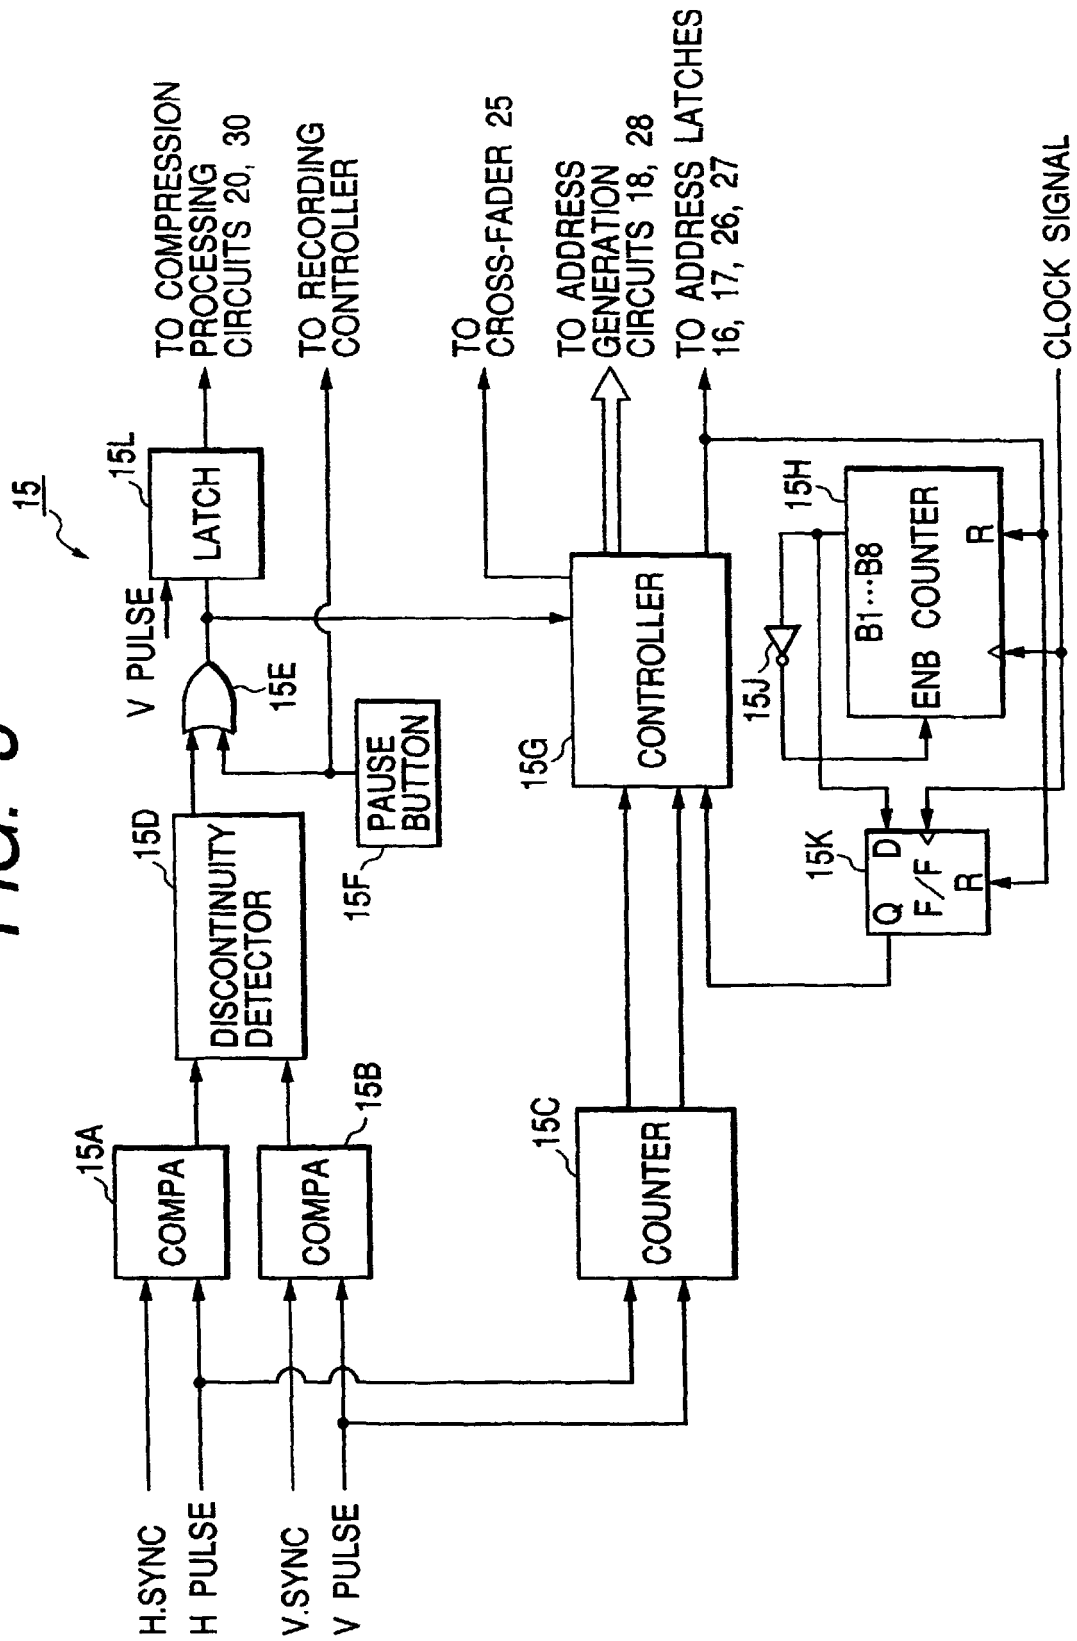 15
H.SYNC
H PULSE
V.SYNC
V PULSE
15A
COMPA
COMPA
15B
15D
DISCONTINUITY
DETECTOR
15F
PAUSE
BUTTON
V PULSE
15E
15L
LATCH
TO COMPRESSION
PROCESSING
CIRCUITS 20, 30
TO RECORDING
CONTROLLER
TO
CROSS-FADER 25
TO ADDRESS
GENERATION
CIRCUITS 18, 28
TO ADDRESS LATCHES
16, 17, 26, 27
15C
COUNTER
15G
CONTROLLER
15J
15H
B1···B8
ENB COUNTER
R
15K
Q D
F/F
R
CLOCK SIGNAL